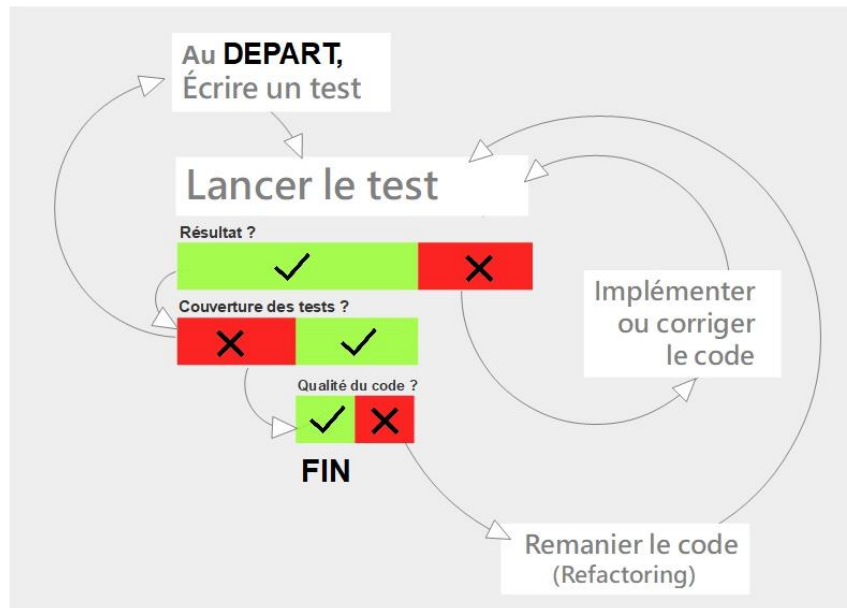 Au DEPART,
Écrire un test
Lancer le test
Résultat ?
Couverture des tests ?
Qualité du code ?
FIN
Implémenter
ou corriger
le code
Remanier le code
(Refactoring)